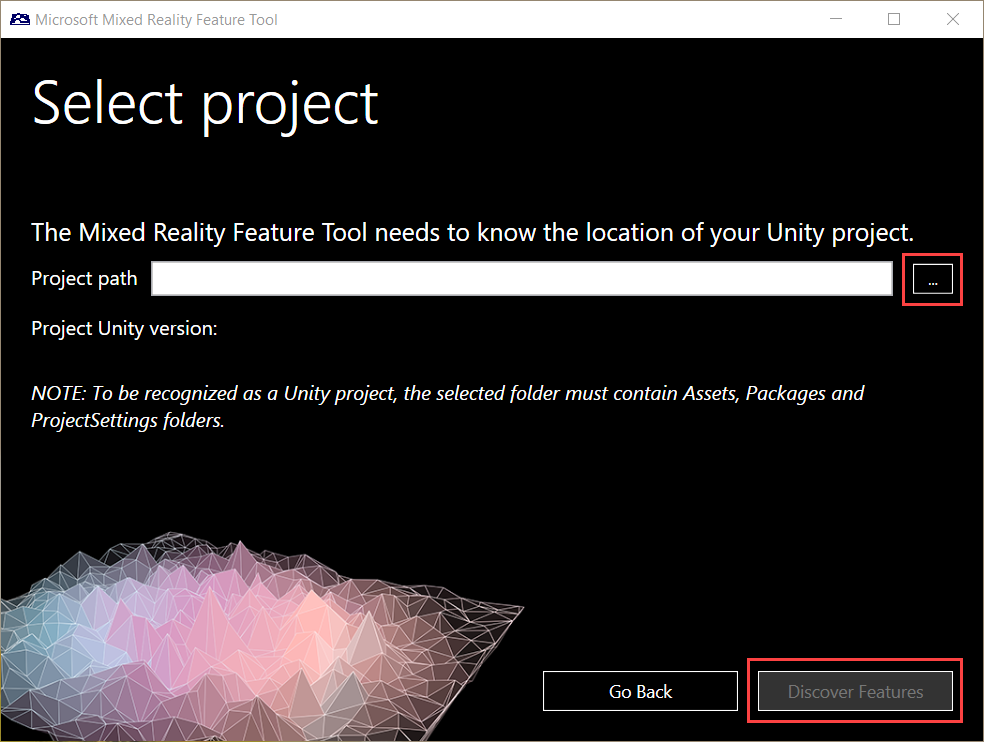 Microsoft Mixed Reality Feature Tool
Select project
The Mixed Reality Feature Tool needs to know the location of your Unity project.
Project path
...
Project Unity version:
NOTE: To be recognized as a Unity project, the selected folder must contain Assets, Packages and
ProjectSettings folders.
Go Back
Discover Features